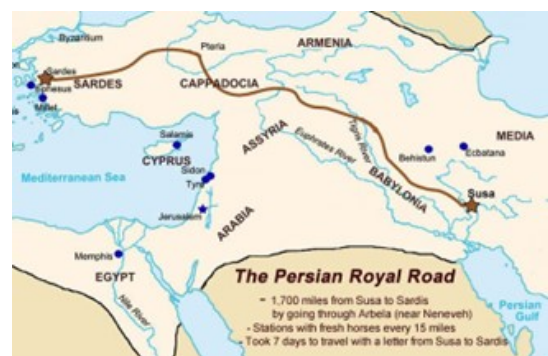 Byzantium
Pteria
ARMENIA
Sardes
SARDES
CAPPADOCIA
Ephesus
Millet
ASSYRIA
Tigris River
MEDIA
Salamis
Euphrates River
Behistun
Ecbatana
CYPRUS
Sidon
BABYLONIA
Mediterranean Sea
Tyre
Susa
Jerusalem
ARABIA
Memphis
EGYPT
Nile River
The Persian Royal Road
- 1,700 miles from Susa to Sardis
by going through Arbela (near Neneveh)
- Stations with fresh horses every 15 miles
- Took 7 days to travel with a letter from Susa to Sardis
Persian
Gulf